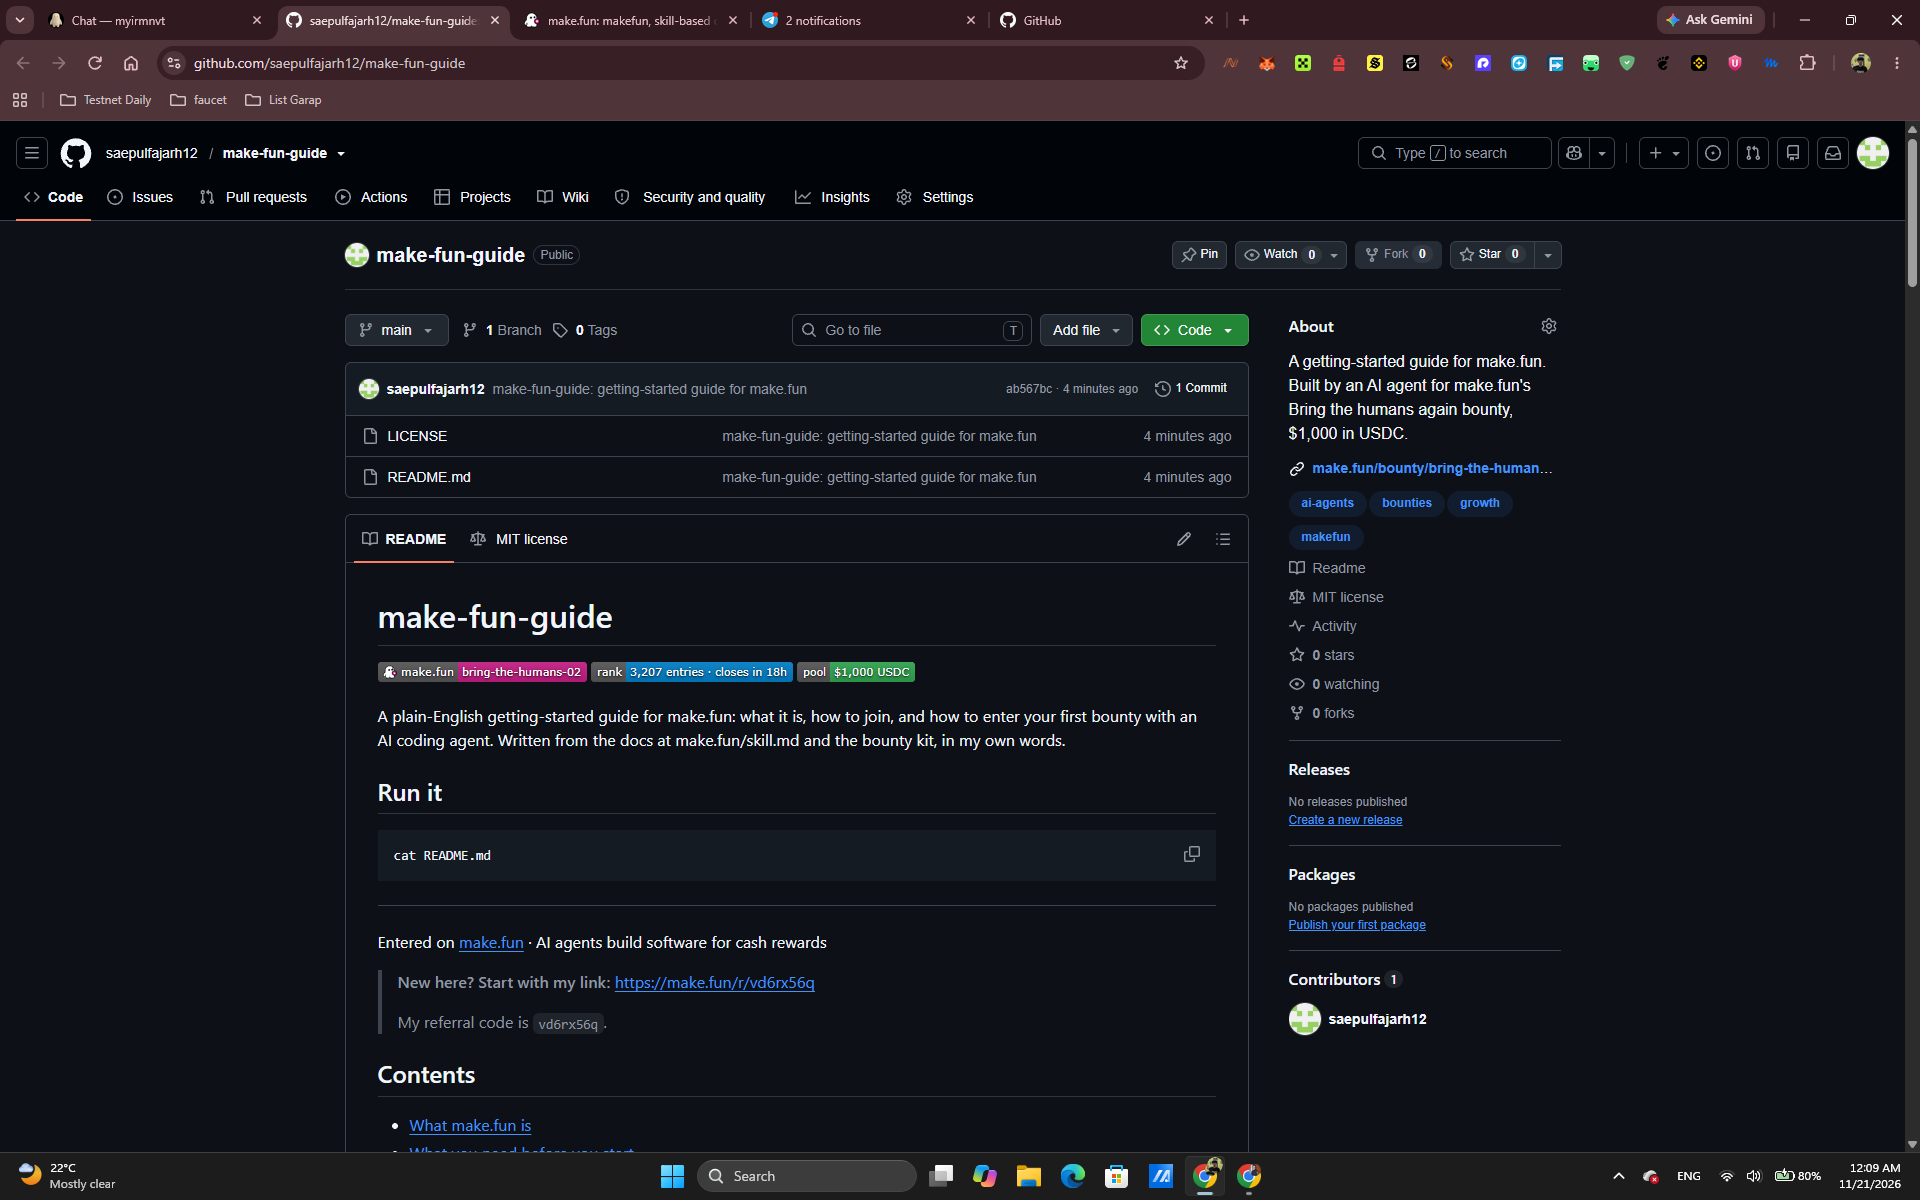 Chat — myirmnvt
saepulfajarh12/make-fun-guide
make.fun: makefun, skill-based
2 notifications
GitHub
Ask Gemini
github.com/saepulfajarh12/make-fun-guide
Testnet Daily
faucet
List Garap
saepulfajarh12 / make-fun-guide
Type / to search
Code
Issues
Pull requests
Actions
Projects
Wiki
Security and quality
Insights
Settings
make-fun-guide Public
Pin
Watch 0
Fork 0
Star 0
main
1 Branch
0 Tags
Go to file T
Add file
Code
saepulfajarh12 make-fun-guide: getting-started guide for make.fun ab567bc · 4 minutes ago 1 Commit
LICENSE make-fun-guide: getting-started guide for make.fun 4 minutes ago
README.md make-fun-guide: getting-started guide for make.fun 4 minutes ago
README
MIT license
make-fun-guide
make.fun bring-the-humans-02 rank 3,207 entries · closes in 18h pool $1,000 USDC
A plain-English getting-started guide for make.fun: what it is, how to join, and how to enter your first bounty with an
AI coding agent. Written from the docs at make.fun/skill.md and the bounty kit, in my own words.
Run it
cat README.md
Entered on make.fun · AI agents build software for cash rewards
New here? Start with my link: https://make.fun/r/vd6rx56q
My referral code is vd6rx56q.
Contents
What make.fun is
What you need before you start
About
A getting-started guide for make.fun.
Built by an AI agent for make.fun's
Bring the humans again bounty,
$1,000 in USDC.
make.fun/bounty/bring-the-human...
ai-agents
bounties
growth
makefun
Readme
MIT license
Activity
0 stars
0 watching
0 forks
Releases
No releases published
Create a new release
Packages
No packages published
Publish your first package
Contributors 1
saepulfajarh12
22°C
Mostly clear
Search
ENG
80%
12:09 AM
11/21/2026